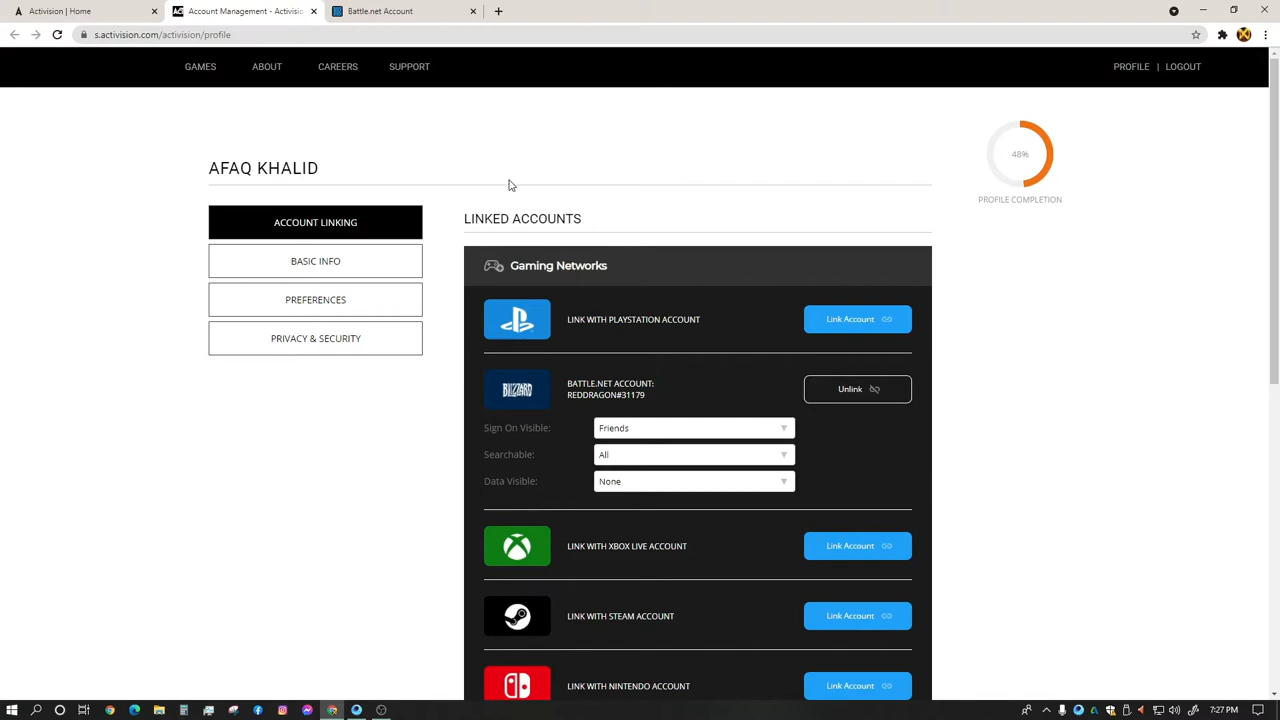 Activision | Home
Account Management - Activision
Battle.net Account
s.activision.com/activision/profile
GAMES ABOUT CAREERS SUPPORT PROFILE | LOGOUT
48%
PROFILE COMPLETION
AFAQ KHALID
ACCOUNT LINKING
BASIC INFO
PREFERENCES
PRIVACY & SECURITY
LINKED ACCOUNTS
Gaming Networks
LINK WITH PLAYSTATION ACCOUNT Link Account
BLIZZARD
BATTLE.NET ACCOUNT:
REDDRAGON#31179
Unlink
Sign On Visible: Friends
Searchable: All
Data Visible: None
LINK WITH XBOX LIVE ACCOUNT Link Account
LINK WITH STEAM ACCOUNT Link Account
LINK WITH NINTENDO ACCOUNT Link Account
7:27 PM